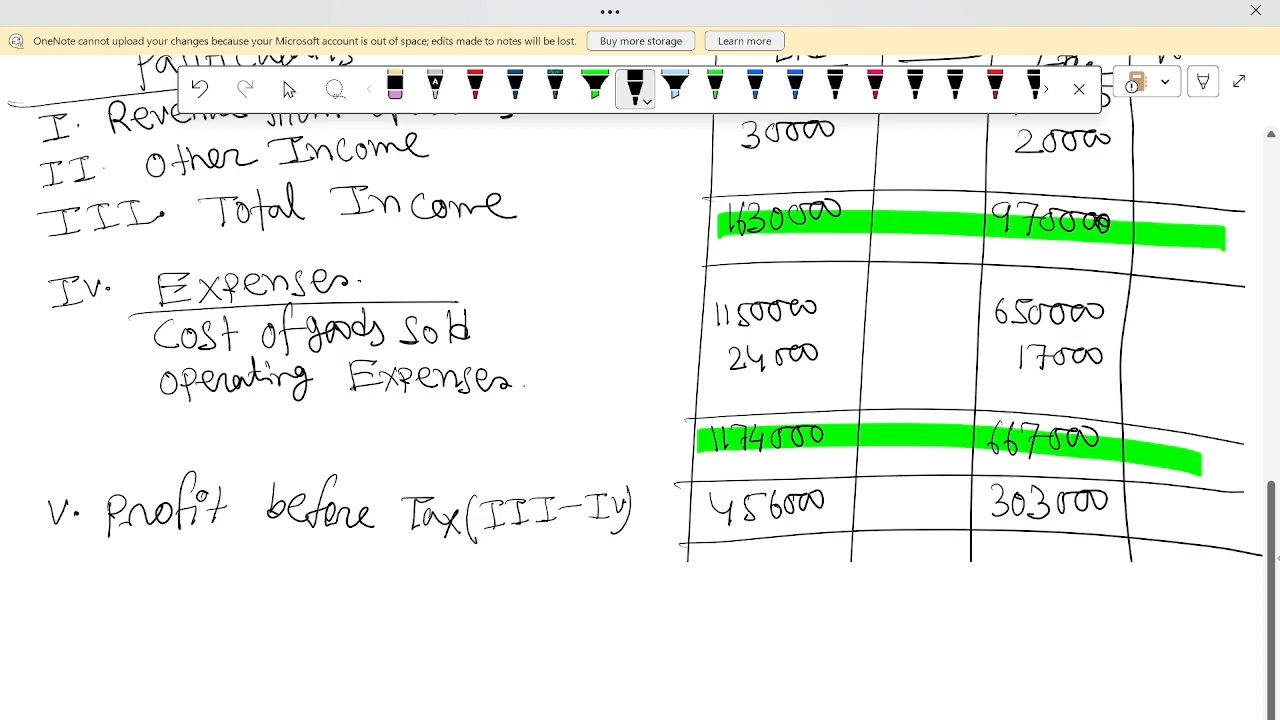 •••
OneNote cannot upload your changes because your Microsoft account is out of space; edits made to notes will be lost. Buy more storage Learn more
Particulars
I. Revenue from
II. Other Income 30000 20000
III. Total Income 1630000 970000
IV. Expenses.
Cost of goods sold 1150000 650000
operating Expenses. 24000 17000
1174000 667000
V. Profit before Tax (III-IV) 456000 303000